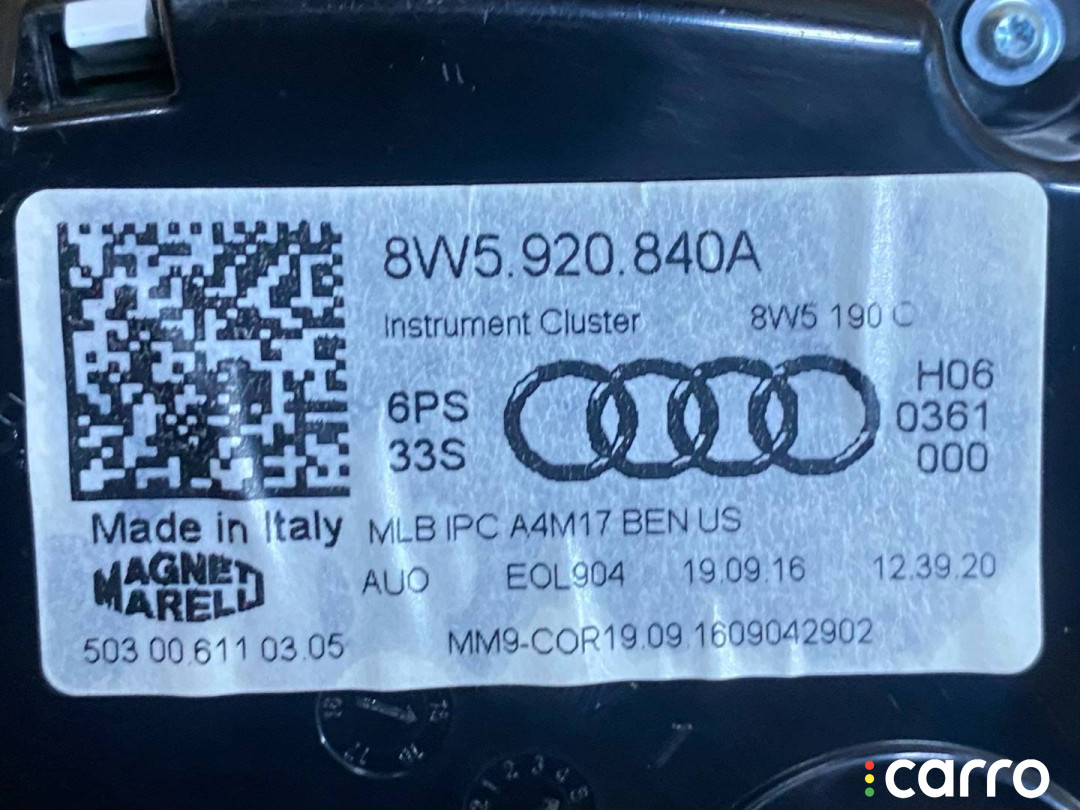 8W5.920.840A
Instrument Cluster 8W5 190 C
6PS
33S
H06
0361
000
Made in Italy
MAGNETI
MARELLI
503 00.611 03.05
MLB IPC A4M17 BEN US
AUO EOL904 19.09.16 12.39.20
MM9-COR19.09.1609042902
carro